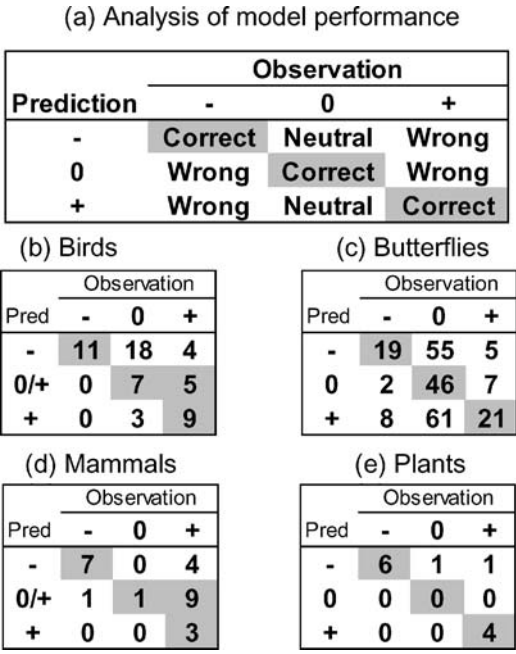 (a) Analysis of model performance
Observation
Prediction - 0 +
- Correct Neutral Wrong
0 Wrong Correct Wrong
+ Wrong Neutral Correct
(b) Birds
Observation
Pred - 0 +
- 11 18 4
0/+ 0 7 5
+ 0 3 9
(c) Butterflies
Observation
Pred - 0 +
- 19 55 5
0 2 46 7
+ 8 61 21
(d) Mammals
Observation
Pred - 0 +
- 7 0 4
0/+ 1 1 9
+ 0 0 3
(e) Plants
Observation
Pred - 0 +
- 6 1 1
0 0 0 0
+ 0 0 4